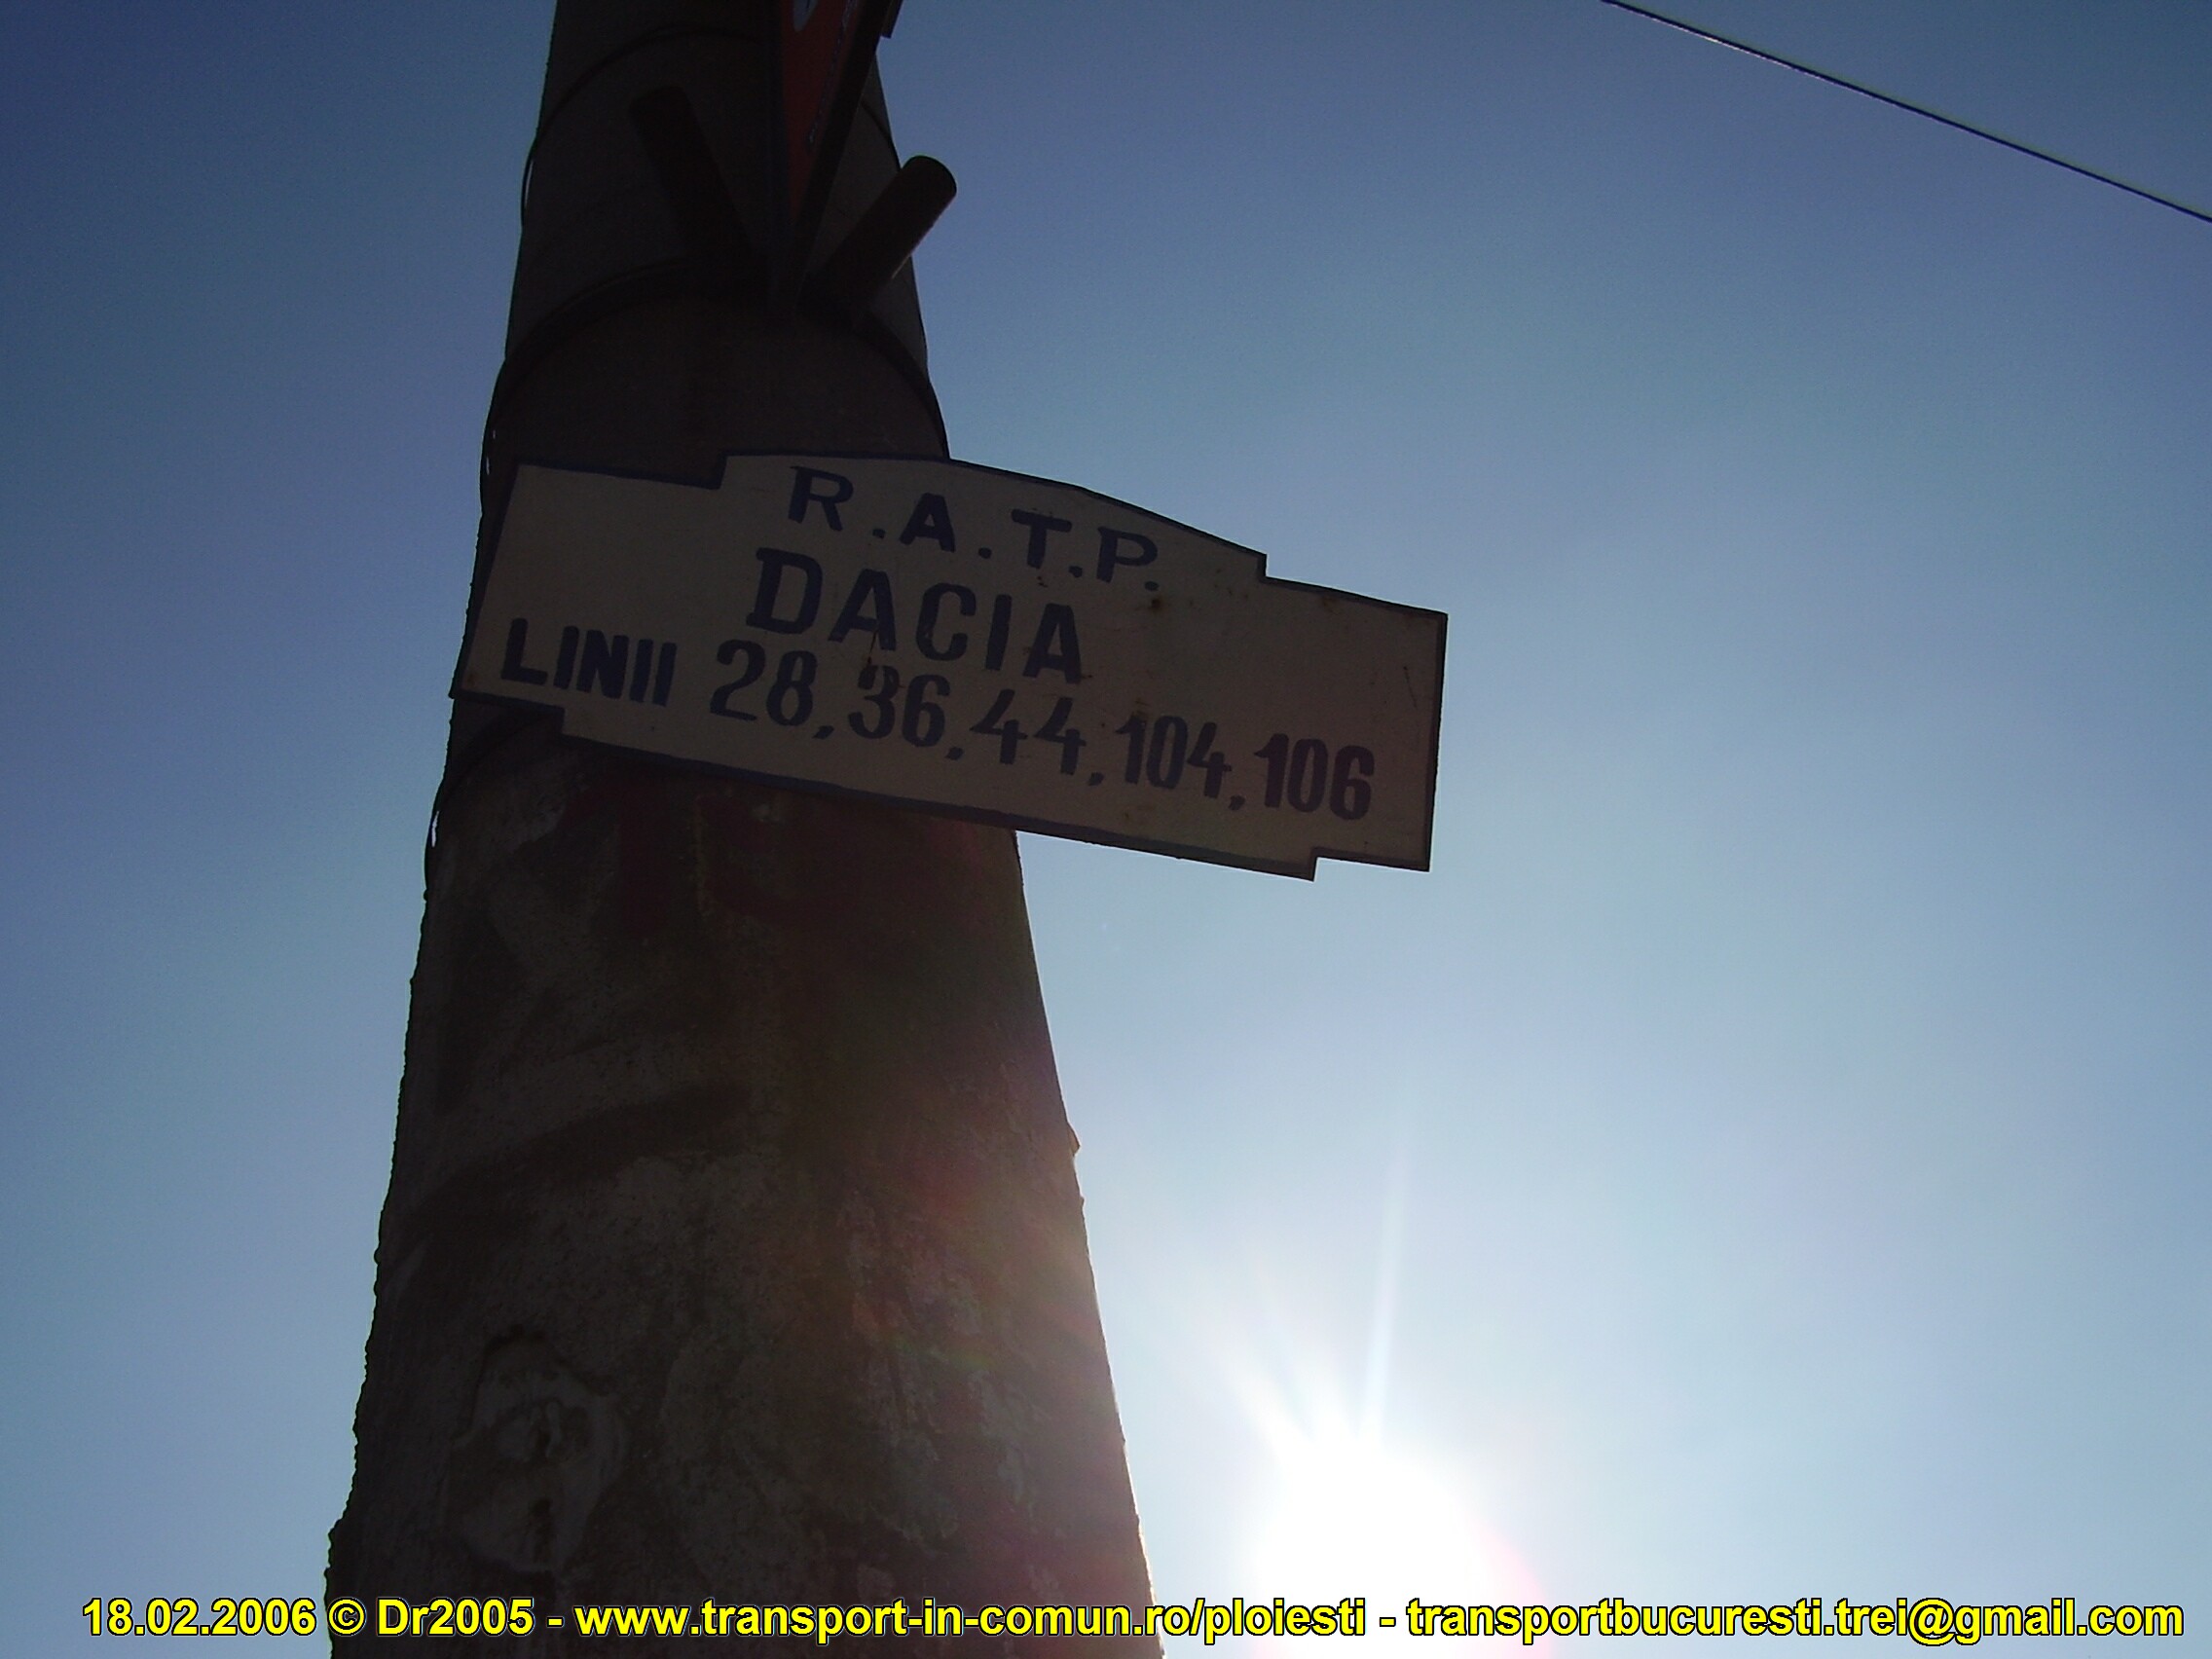 R.A.T.P.
DACIA
LINII 28,36,44,104,106
18.02.2006 © Dr2005 - www.transport-in-comun.ro/ploiesti - transportbucuresti.trei@gmail.com